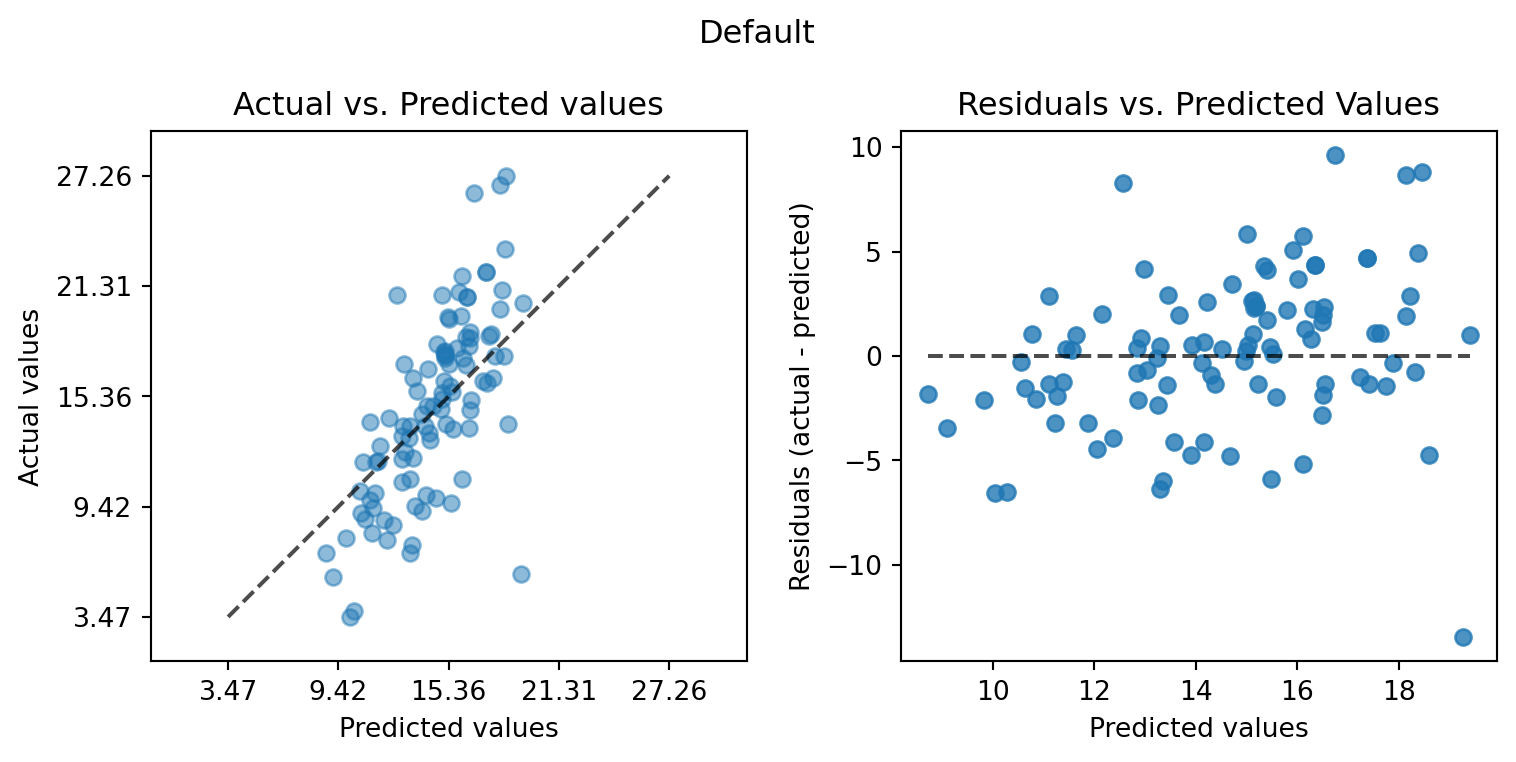 Default
Actual vs. Predicted values
27.26
21.31
15.36
9.42
3.47
Actual values
3.47 9.42 15.36 21.31 27.26
Predicted values
Residuals vs. Predicted Values
10
5
0
−5
−10
Residuals (actual - predicted)
10 12 14 16 18
Predicted values